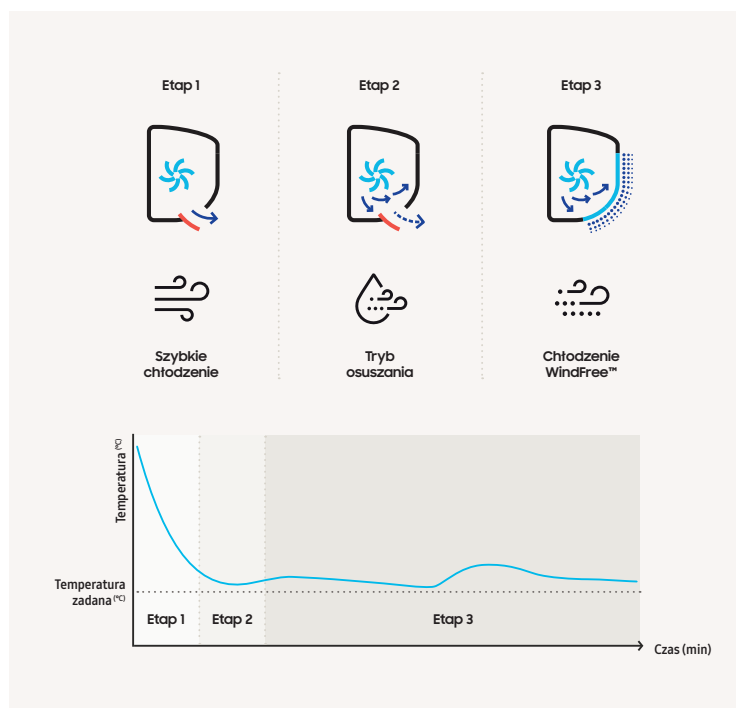 Etap 1
Etap 2
Etap 3
Szybkie
chłodzenie
Tryb
osuszania
Chłodzenie
WindFree™
Temperatura (°C)
Temperatura
zadana (°C)
Etap 1
Etap 2
Etap 3
Czas (min)